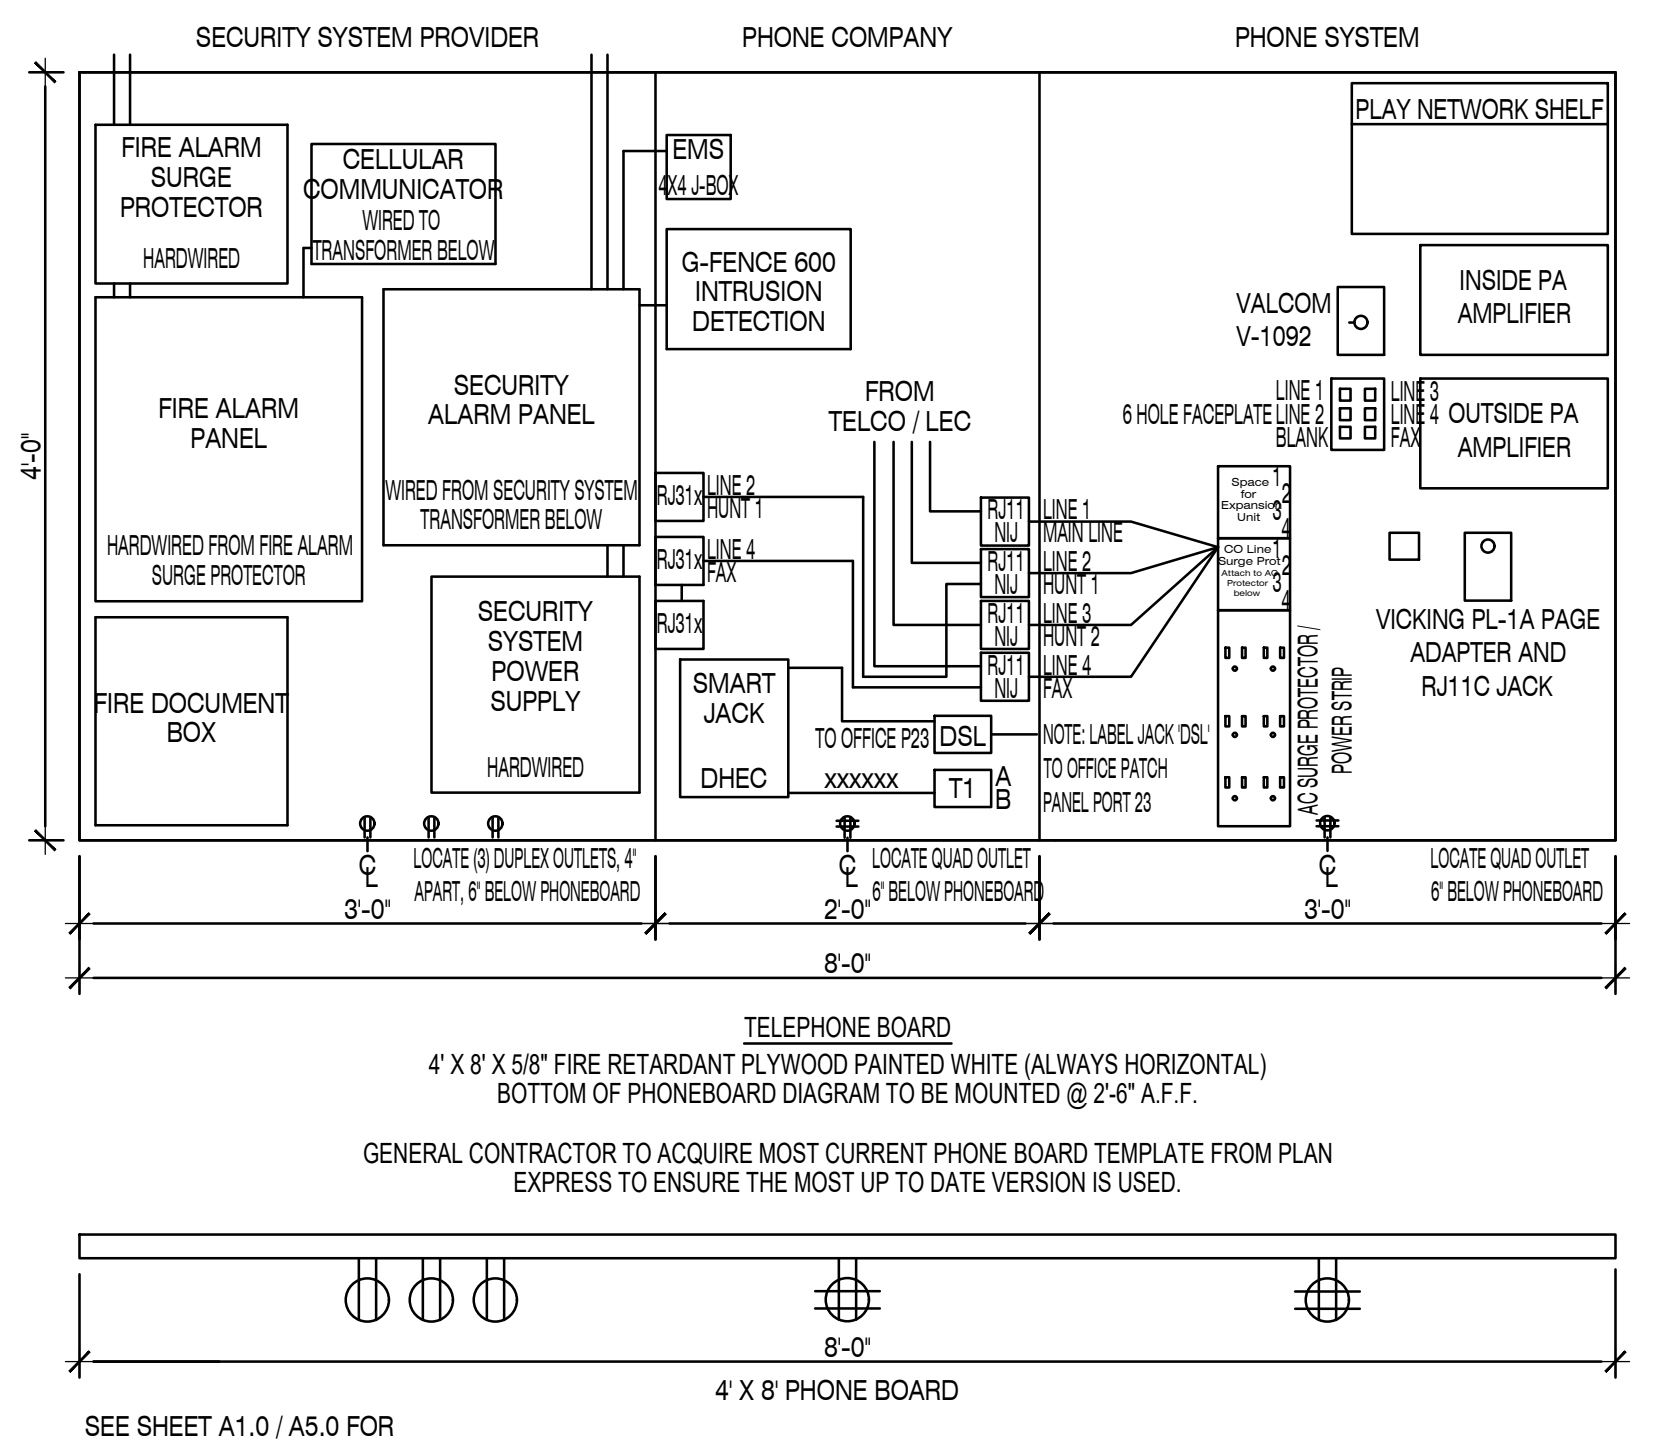 SECURITY SYSTEM PROVIDER
PHONE COMPANY
PHONE SYSTEM
4'-0"
FIRE ALARM
SURGE
PROTECTOR
HARDWIRED
CELLULAR
COMMUNICATOR
WIRED TO
TRANSFORMER BELOW
FIRE ALARM
PANEL
HARDWIRED FROM FIRE ALARM
SURGE PROTECTOR
SECURITY
ALARM PANEL
WIRED FROM SECURITY SYSTEM
TRANSFORMER BELOW
FIRE DOCUMENT
BOX
SECURITY
SYSTEM
POWER
SUPPLY
HARDWIRED
EMS
4X4 J-BOX
G-FENCE 600
INTRUSION
DETECTION
FROM
TELCO / LEC
RJ31x
LINE 2
HUNT 1
RJ31x
LINE 4
FAX
RJ31x
RJ11
NIJ
LINE 1
MAIN LINE
RJ11
NIJ
LINE 2
HUNT 1
RJ11
NIJ
LINE 3
HUNT 2
RJ11
NIJ
LINE 4
FAX
SMART
JACK
DHEC
TO OFFICE P23
DSL
XXXXXX
T1
A
B
NOTE: LABEL JACK 'DSL'
TO OFFICE PATCH
PANEL PORT 23
PLAY NETWORK SHELF
INSIDE PA
AMPLIFIER
VALCOM
V-1092
LINE 1
6 HOLE FACEPLATE LINE 2
BLANK
LINE 3
LINE 4
FAX
OUTSIDE PA
AMPLIFIER
Space
for
Expansion
Unit
1
2
3
4
CO Line
Surge Prot
Attach to AC
Protector
below
1
2
3
4
AC SURGE PROTECTOR /
POWER STRIP
VICKING PL-1A PAGE
ADAPTER AND
RJ11C JACK
CL
LOCATE (3) DUPLEX OUTLETS, 4"
APART, 6" BELOW PHONEBOARD
CL
LOCATE QUAD OUTLET
6" BELOW PHONEBOARD
CL
LOCATE QUAD OUTLET
6" BELOW PHONEBOARD
3'-0"
2'-0"
3'-0"
8'-0"
TELEPHONE BOARD
4' X 8' X 5/8" FIRE RETARDANT PLYWOOD PAINTED WHITE (ALWAYS HORIZONTAL)
BOTTOM OF PHONEBOARD DIAGRAM TO BE MOUNTED @ 2'-6" A.F.F.
GENERAL CONTRACTOR TO ACQUIRE MOST CURRENT PHONE BOARD TEMPLATE FROM PLAN
EXPRESS TO ENSURE THE MOST UP TO DATE VERSION IS USED.
8'-0"
4' X 8' PHONE BOARD
SEE SHEET A1.0 / A5.0 FOR